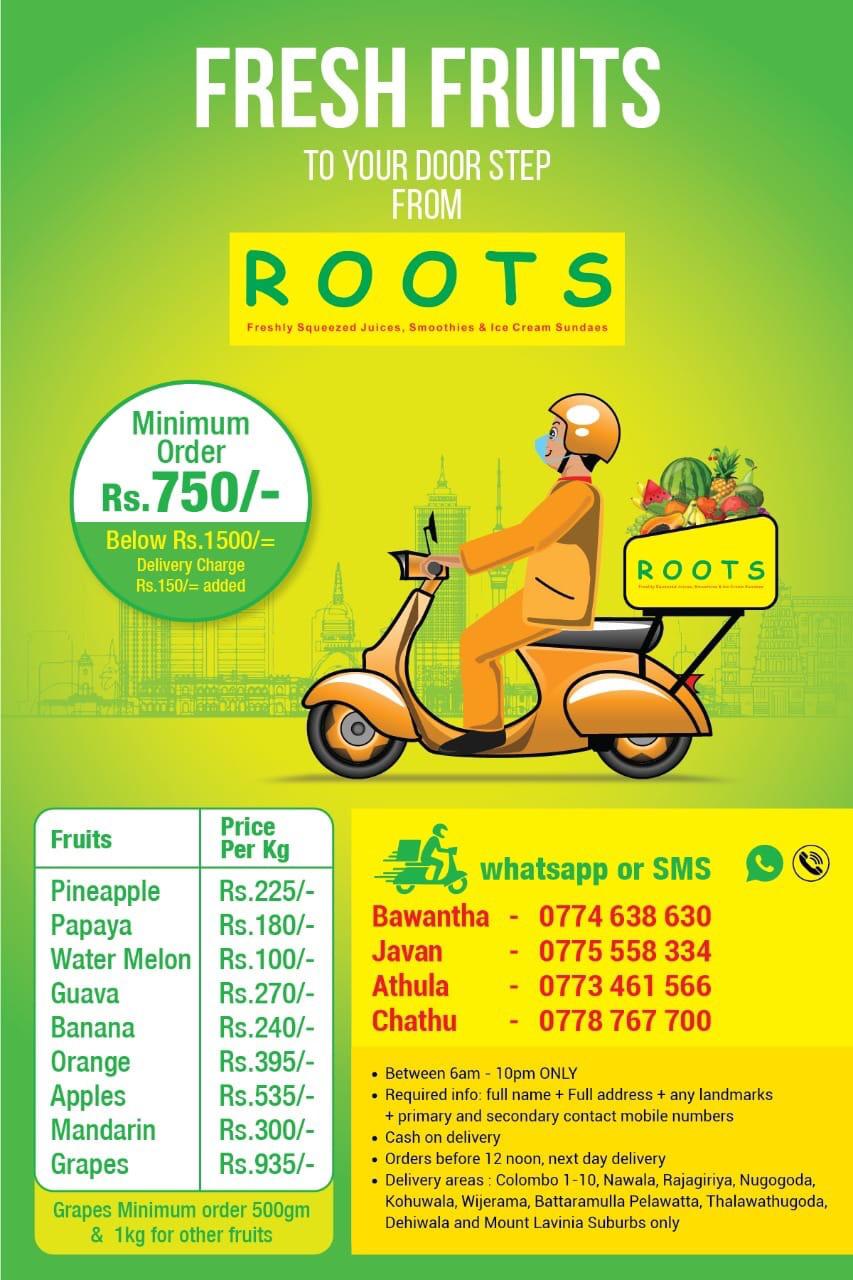 FRESH FRUITS
TO YOUR DOOR STEP
FROM
ROOTS
Freshly Squeezed Juices, Smoothies & Ice Cream Sundaes
Minimum
Order
Rs.750/-
Below Rs.1500/=
Delivery Charge
Rs.150/= added
ROOTS
Freshly Squeezed Juices, Smoothies & Ice Cream Sundaes
Fruits Price Per Kg
Pineapple Rs.225/-
Papaya Rs.180/-
Water Melon Rs.100/-
Guava Rs.270/-
Banana Rs.240/-
Orange Rs.395/-
Apples Rs.535/-
Mandarin Rs.300/-
Grapes Rs.935/-
Grapes Minimum order 500gm
& 1kg for other fruits
whatsapp or SMS
Bawantha - 0774 638 630
Javan - 0775 558 334
Athula - 0773 461 566
Chathu - 0778 767 700
• Between 6am - 10pm ONLY
• Required info: full name + Full address + any landmarks
+ primary and secondary contact mobile numbers
• Cash on delivery
• Orders before 12 noon, next day delivery
• Delivery areas : Colombo 1-10, Nawala, Rajagiriya, Nugogoda,
Kohuwala, Wijerama, Battaramulla Pelawatta, Thalawathugoda,
Dehiwala and Mount Lavinia Suburbs only